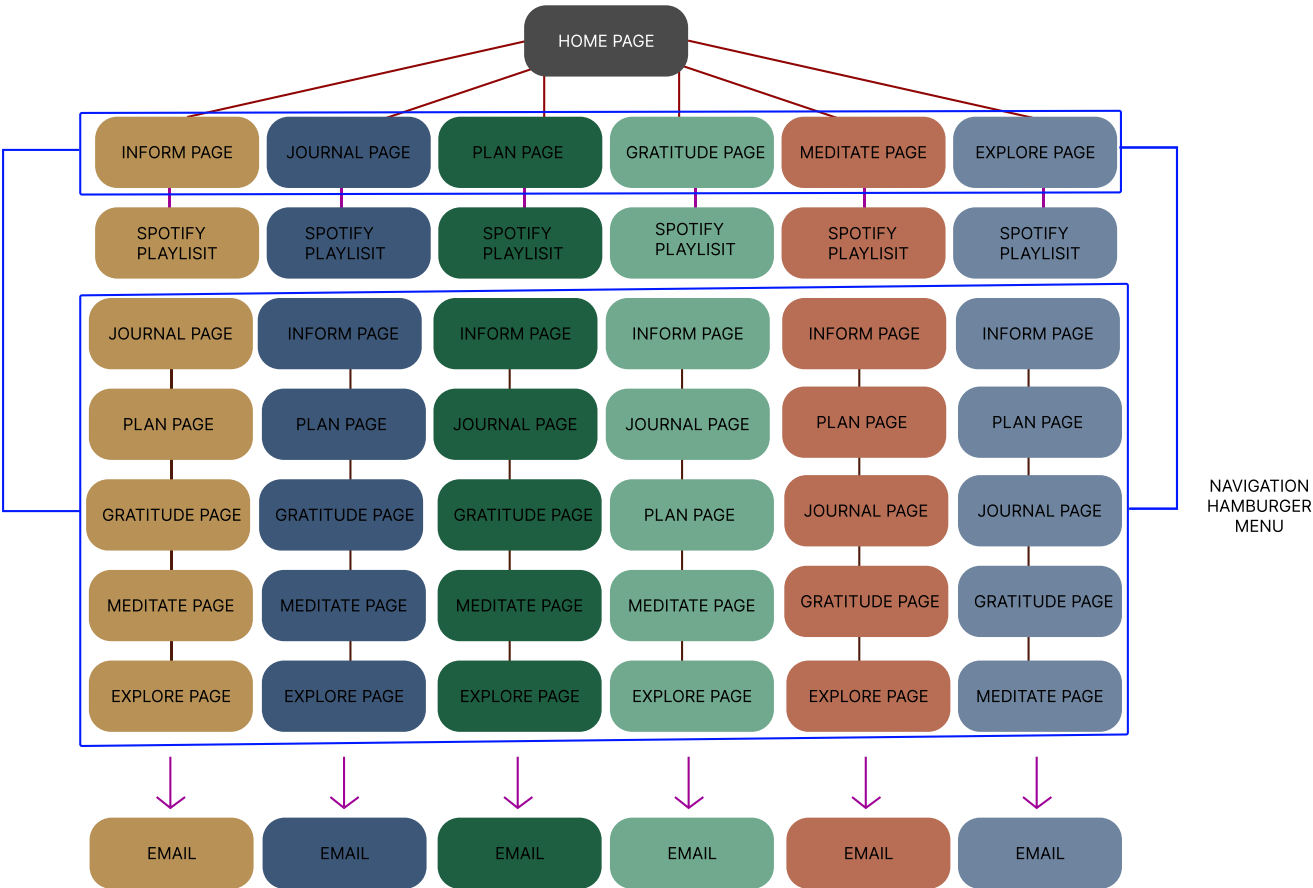 HOME PAGE
INFORM PAGE
JOURNAL PAGE
PLAN PAGE
GRATITUDE PAGE
MEDITATE PAGE
EXPLORE PAGE
SPOTIFY
PLAYLISIT
SPOTIFY
PLAYLISIT
SPOTIFY
PLAYLISIT
SPOTIFY
PLAYLISIT
SPOTIFY
PLAYLISIT
SPOTIFY
PLAYLISIT
JOURNAL PAGE
INFORM PAGE
INFORM PAGE
INFORM PAGE
INFORM PAGE
INFORM PAGE
PLAN PAGE
PLAN PAGE
JOURNAL PAGE
JOURNAL PAGE
PLAN PAGE
PLAN PAGE
GRATITUDE PAGE
GRATITUDE PAGE
GRATITUDE PAGE
PLAN PAGE
JOURNAL PAGE
JOURNAL PAGE
NAVIGATION
HAMBURGER
MENU
MEDITATE PAGE
MEDITATE PAGE
MEDITATE PAGE
MEDITATE PAGE
GRATITUDE PAGE
GRATITUDE PAGE
EXPLORE PAGE
EXPLORE PAGE
EXPLORE PAGE
EXPLORE PAGE
EXPLORE PAGE
MEDITATE PAGE
EMAIL
EMAIL
EMAIL
EMAIL
EMAIL
EMAIL